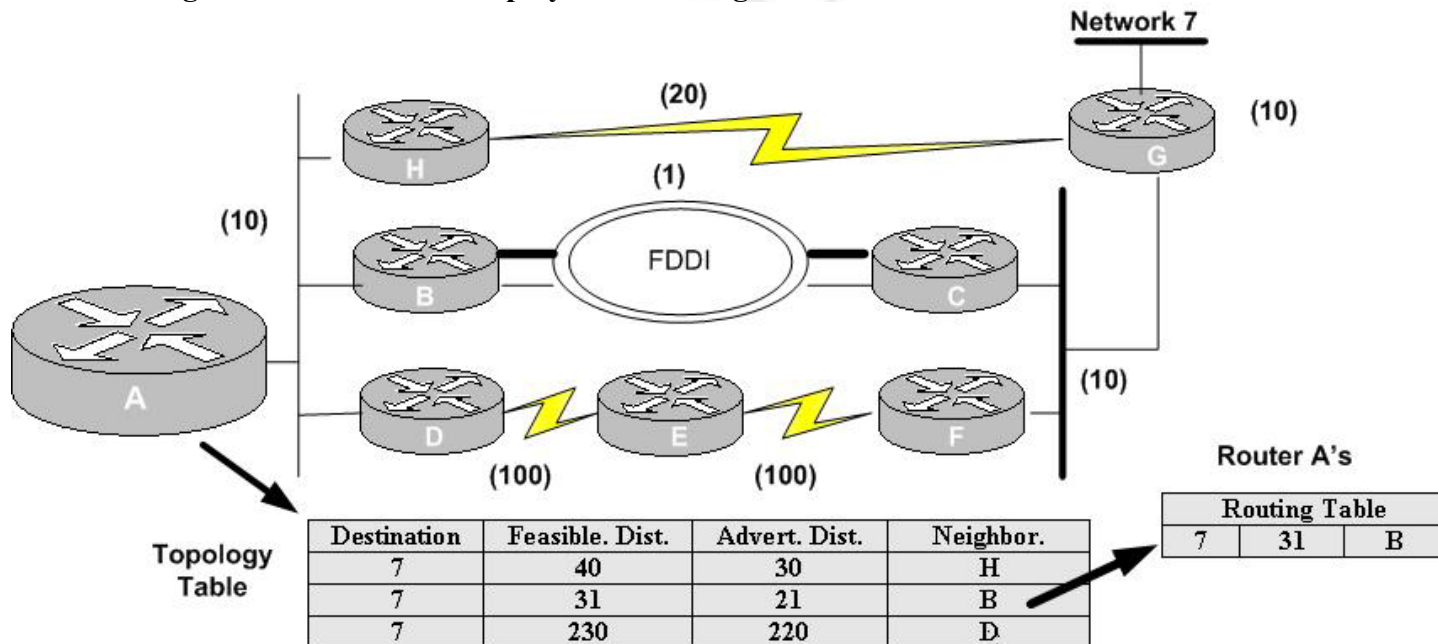 Network 7
(20)
(10)
H
G
(1)
(10)
FDDI
B
C
A
(10)
D
E
F
(100)
(100)
Router A's
Routing Table
7 31 B
Topology
Table
Destination Feasible. Dist. Advert. Dist. Neighbor.
7 40 30 H
7 31 21 B
7 230 220 D